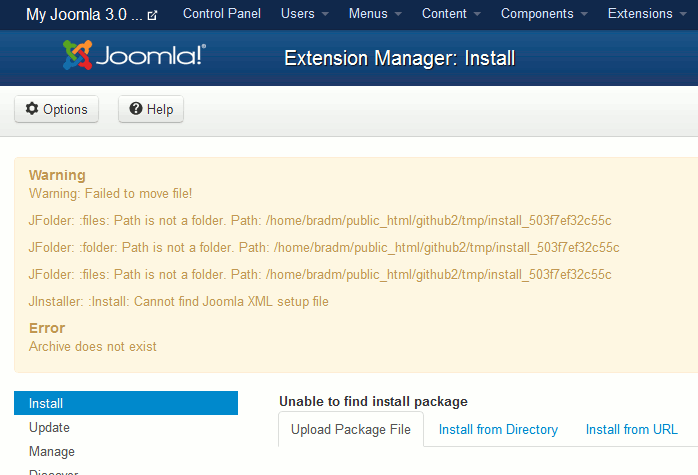 My Joomla 3.0 ... Control Panel Users Menus Content Components Extensions
Joomla!® Extension Manager: Install
Options Help
Warning
Warning: Failed to move file!
JFolder: :files: Path is not a folder. Path: /home/bradm/public_html/github2/tmp/install_503f7ef32c55c
JFolder: :folder: Path is not a folder. Path: /home/bradm/public_html/github2/tmp/install_503f7ef32c55c
JFolder: :files: Path is not a folder. Path: /home/bradm/public_html/github2/tmp/install_503f7ef32c55c
JInstaller: :Install: Cannot find Joomla XML setup file
Error
Archive does not exist
Install
Update
Manage
Discover
Unable to find install package
Upload Package File Install from Directory Install from URL